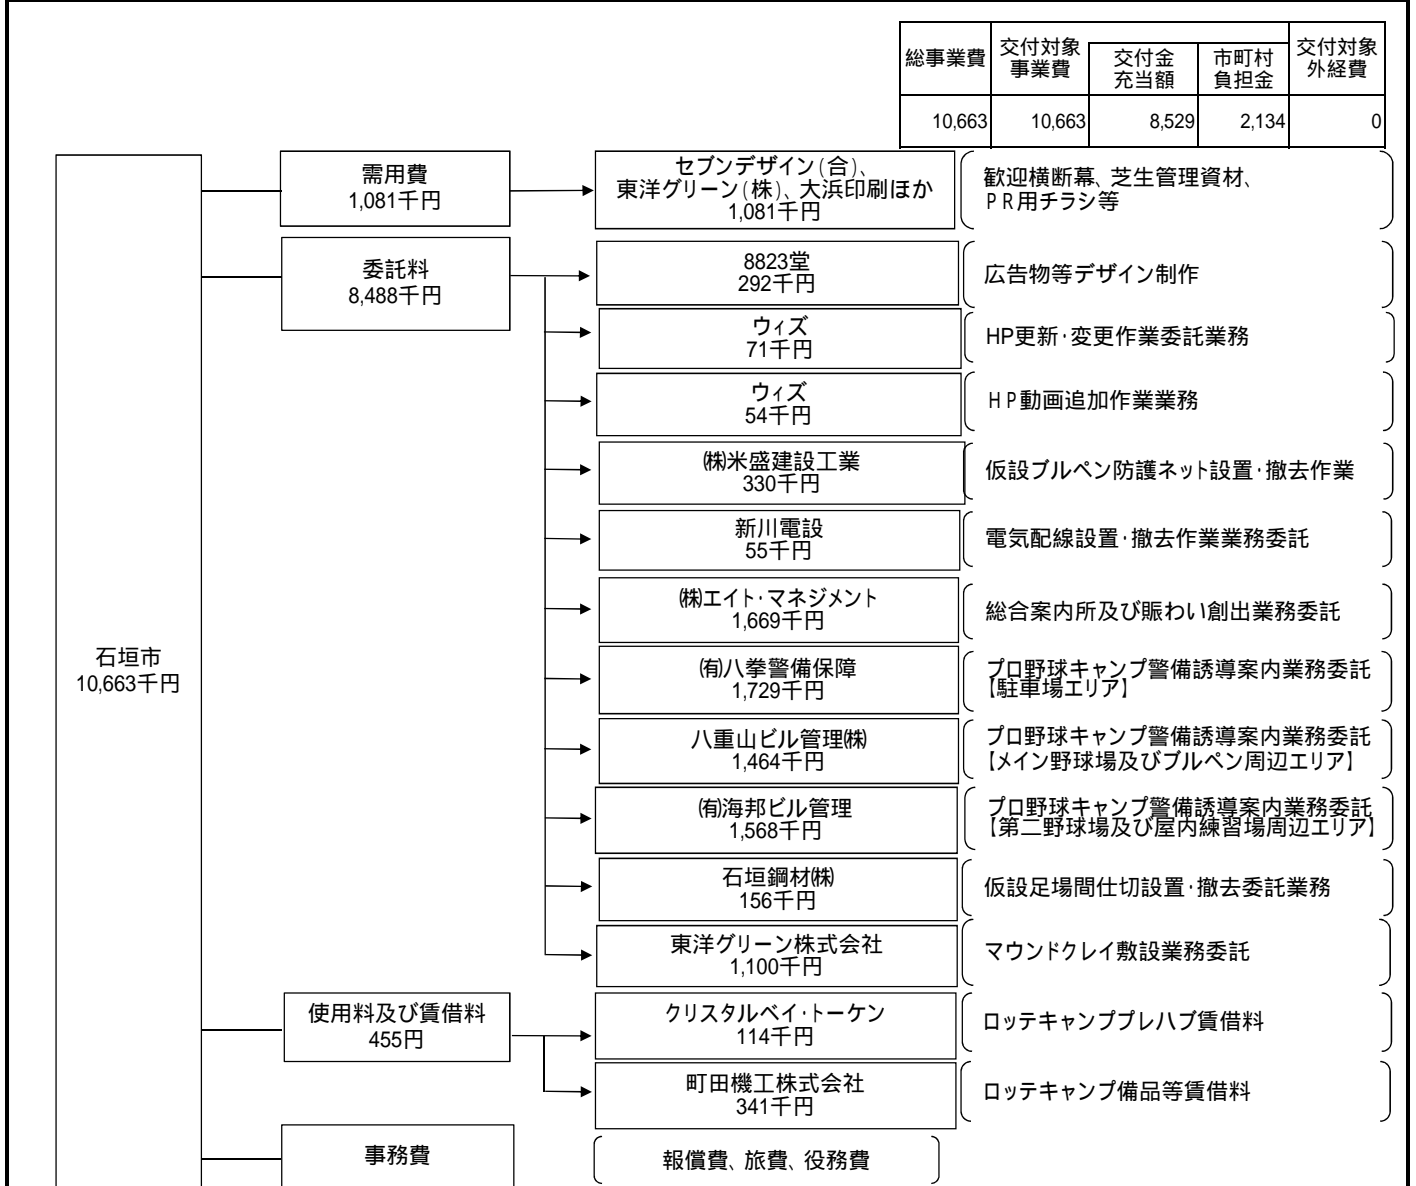 総事業費
交付対象
事業費
交付金
充当額
市町村
負担金
交付対象
外経費
10,663
10,663
8,529
2,134
0
石垣市
10,663千円
需用費
1,081千円
セブンデザイン(合)、
東洋グリーン(株)、大浜印刷ほか
1,081千円
歓迎横断幕、芝生管理資材、
PR用チラシ等
委託料
8,488千円
8823堂
292千円
広告物等デザイン制作
ウィズ
71千円
HP更新・変更作業委託業務
ウィズ
54千円
HP動画追加作業業務
㈱米盛建設工業
330千円
仮設ブルペン防護ネット設置・撤去作業
新川電設
55千円
電気配線設置・撤去作業業務委託
㈱エイト・マネジメント
1,669千円
総合案内所及び賑わい創出業務委託
㈲八拳警備保障
1,729千円
プロ野球キャンプ警備誘導案内業務委託
【駐車場エリア】
八重山ビル管理㈱
1,464千円
プロ野球キャンプ警備誘導案内業務委託
【メイン野球場及びブルペン周辺エリア】
㈲海邦ビル管理
1,568千円
プロ野球キャンプ警備誘導案内業務委託
【第二野球場及び屋内練習場周辺エリア】
石垣鋼材㈱
156千円
仮設足場間仕切設置・撤去委託業務
東洋グリーン株式会社
1,100千円
マウンドクレイ敷設業務委託
使用料及び賃借料
455円
クリスタルベイ・トーケン
114千円
ロッテキャンププレハブ賃借料
町田機工株式会社
341千円
ロッテキャンプ備品等賃借料
事務費
報償費、旅費、役務費